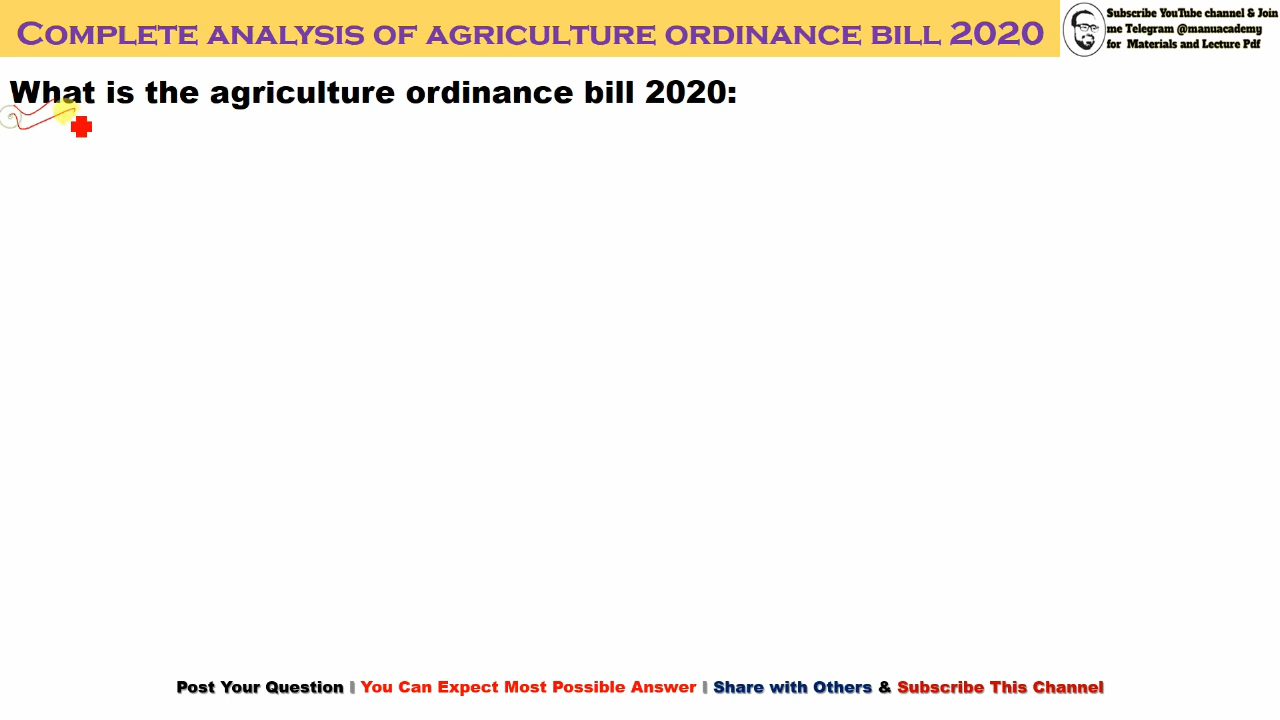 COMPLETE ANALYSIS OF AGRICULTURE ORDINANCE BILL 2020
Subscribe YouTube channel & Join
me Telegram @manuacademy
for Materials and Lecture Pdf
What is the agriculture ordinance bill 2020:
Post Your Question | You Can Expect Most Possible Answer | Share with Others & Subscribe This Channel